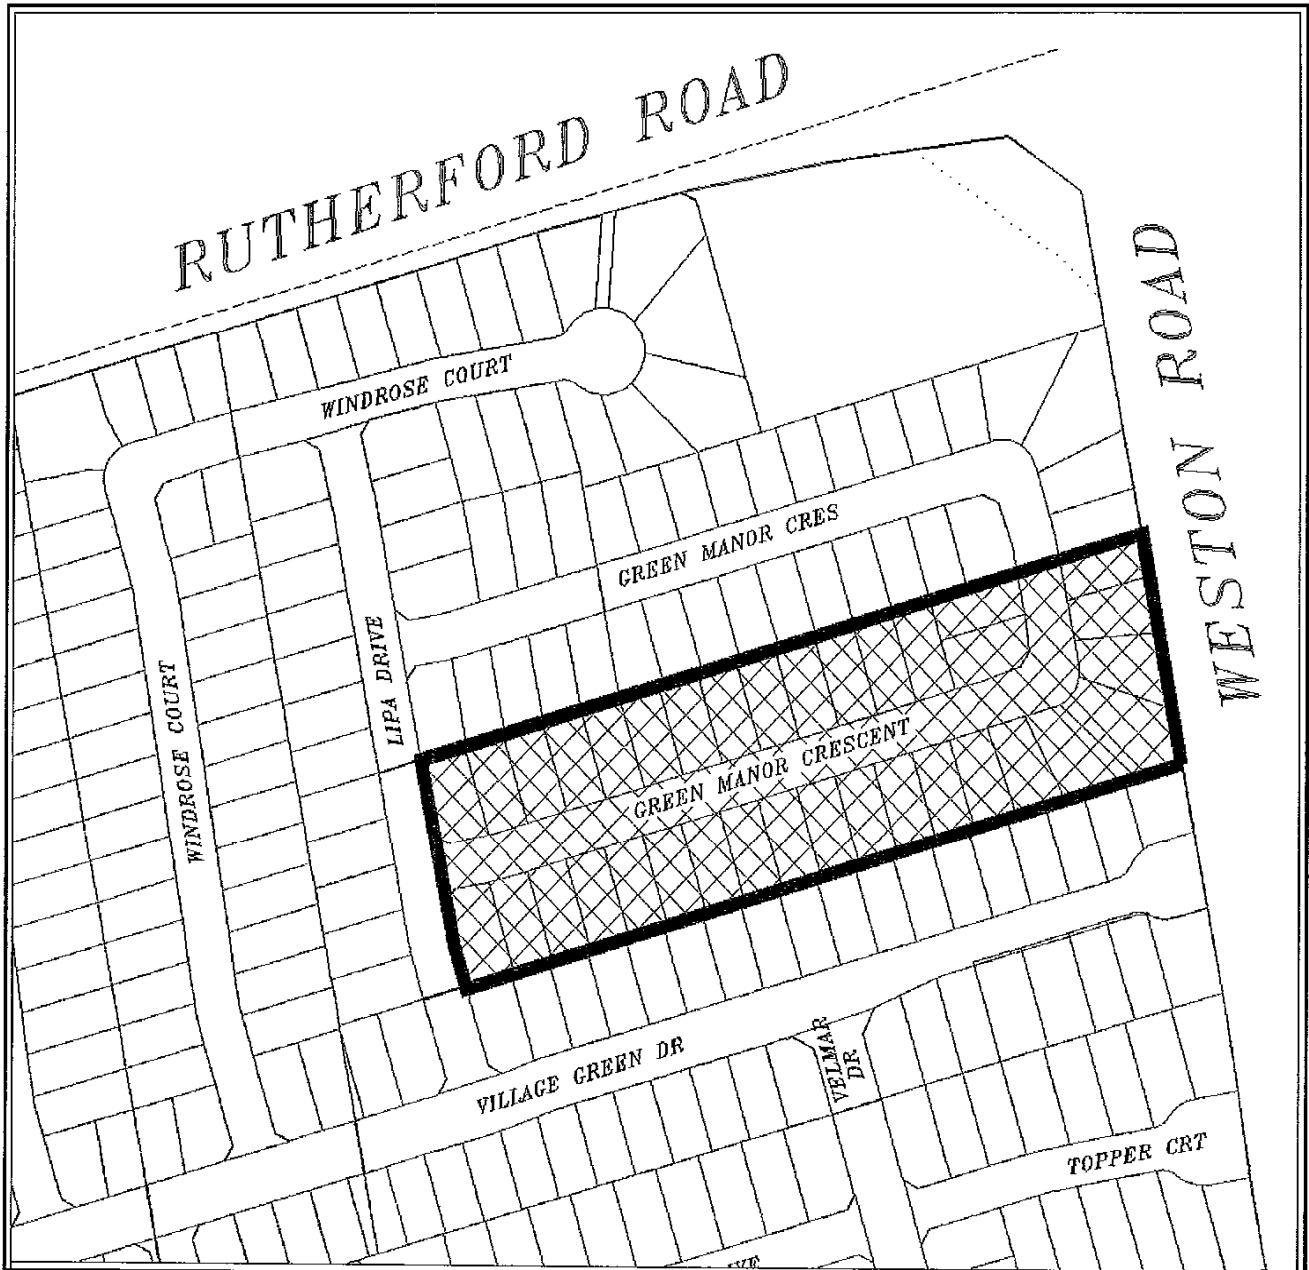 RUTHERFORD ROAD
WESTON ROAD
WINDROSE COURT
GREEN MANOR CRES
LIPA DRIVE
WINDROSE COURT
GREEN MANOR CRESCENT
VILLAGE GREEN DR
VELMAR
DR
TOPPER CRT